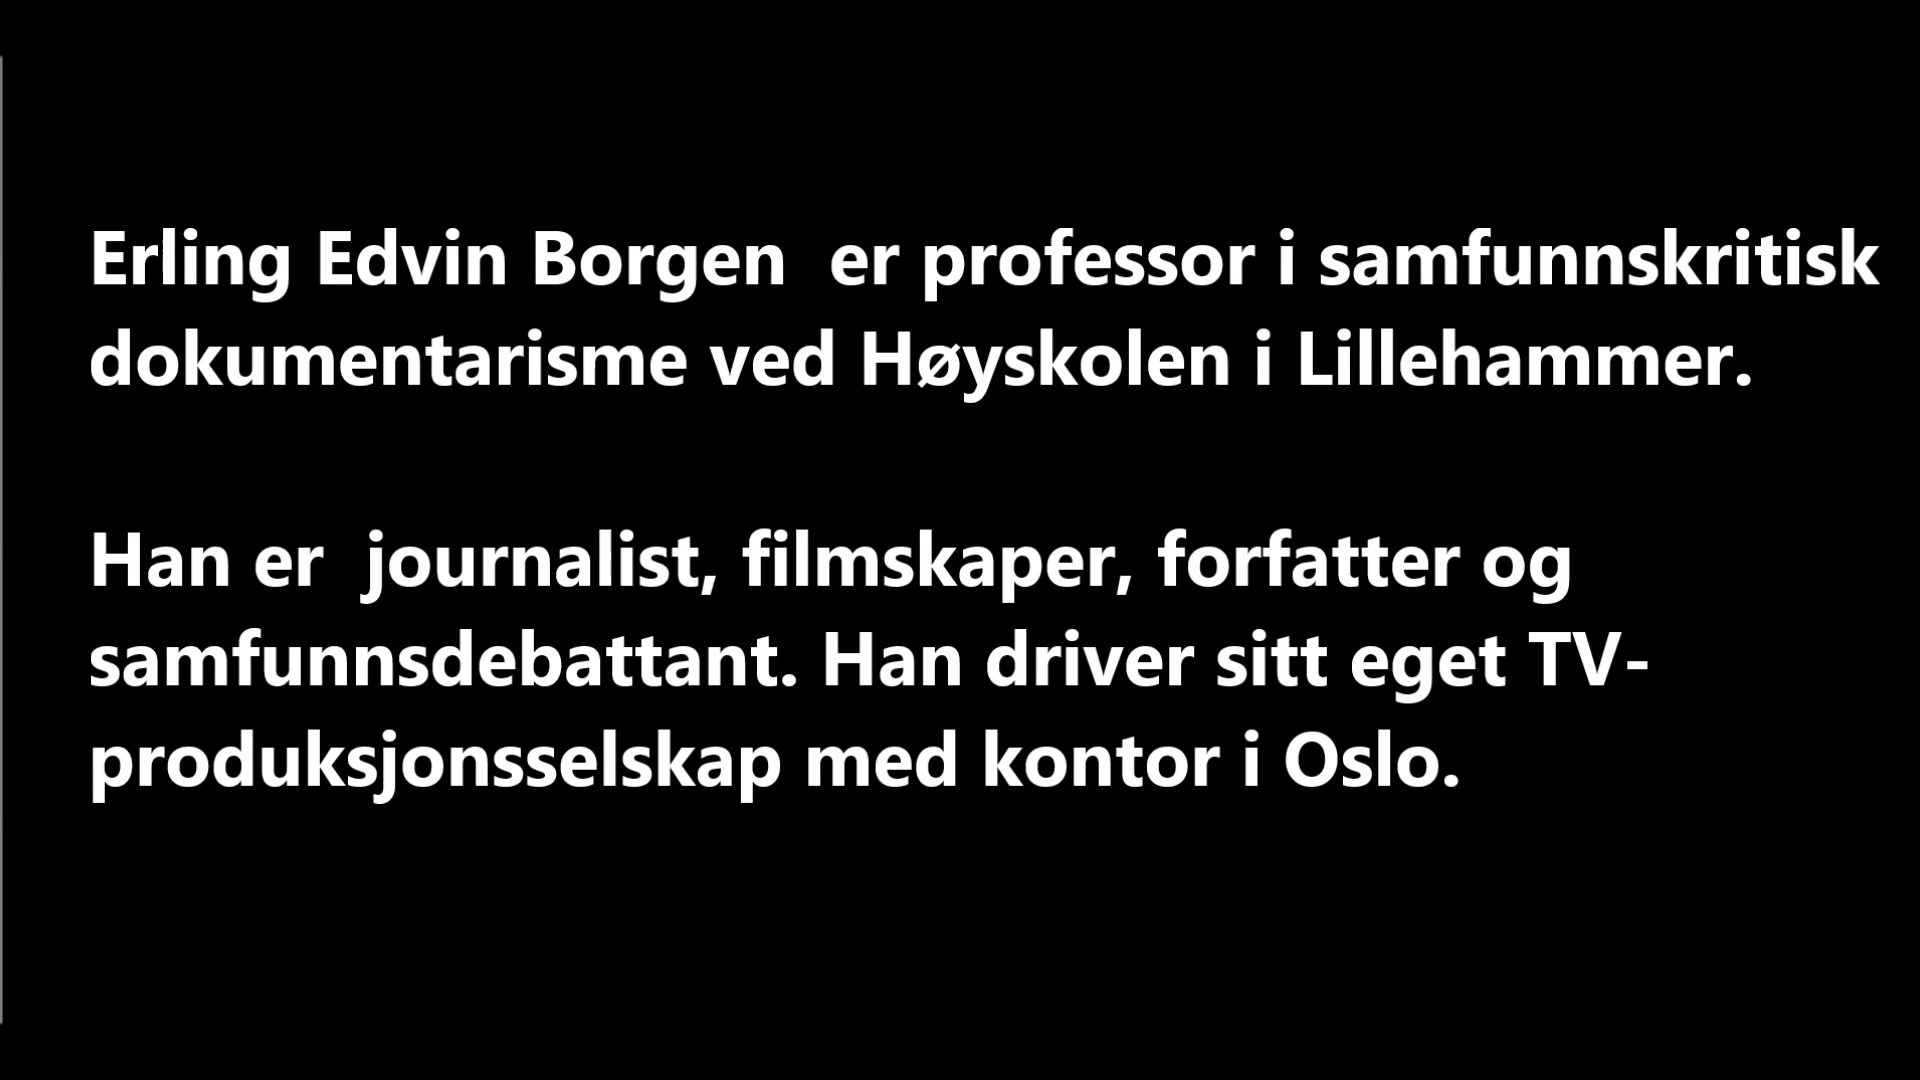 Erling Edvin Borgen  er professor i samfunnskritisk
dokumentarisme ved Høyskolen i Lillehammer.
Han er  journalist, filmskaper, forfatter og
samfunnsdebattant. Han driver sitt eget TV-
produksjonsselskap med kontor i Oslo.